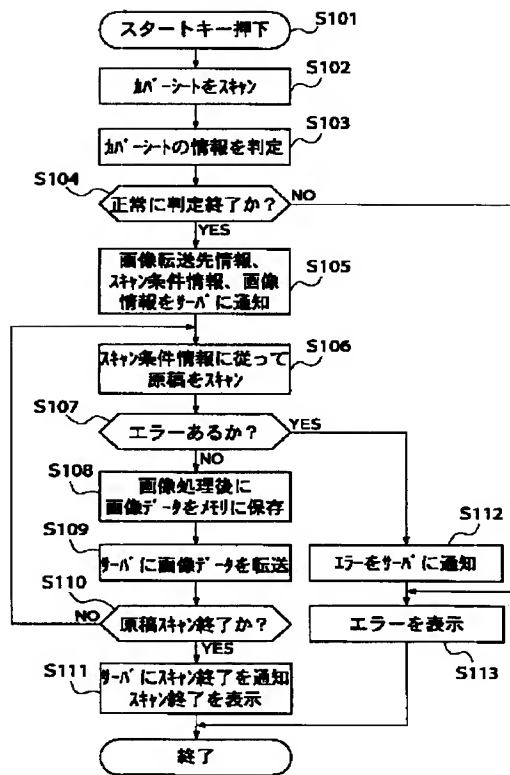 スタートキー押下
S101
S102
カバーシートをスキャン
S103
カバーシートの情報を判定
S104
正常に判定終了か?
NO
YES
画像転送先情報、
スキャン条件情報、画像
情報をサーバに通知
S105
スキャン条件情報に従って
原稿をスキャン
S106
S107
エラーあるか?
YES
NO
S108
画像処理後に
画像データをメモリに保存
S109
サーバに画像データを転送
S112
エラーをサーバに通知
S110
NO
原稿スキャン終了か?
YES
エラーを表示
S113
S111
サーバにスキャン終了を通知
スキャン終了を表示
終了